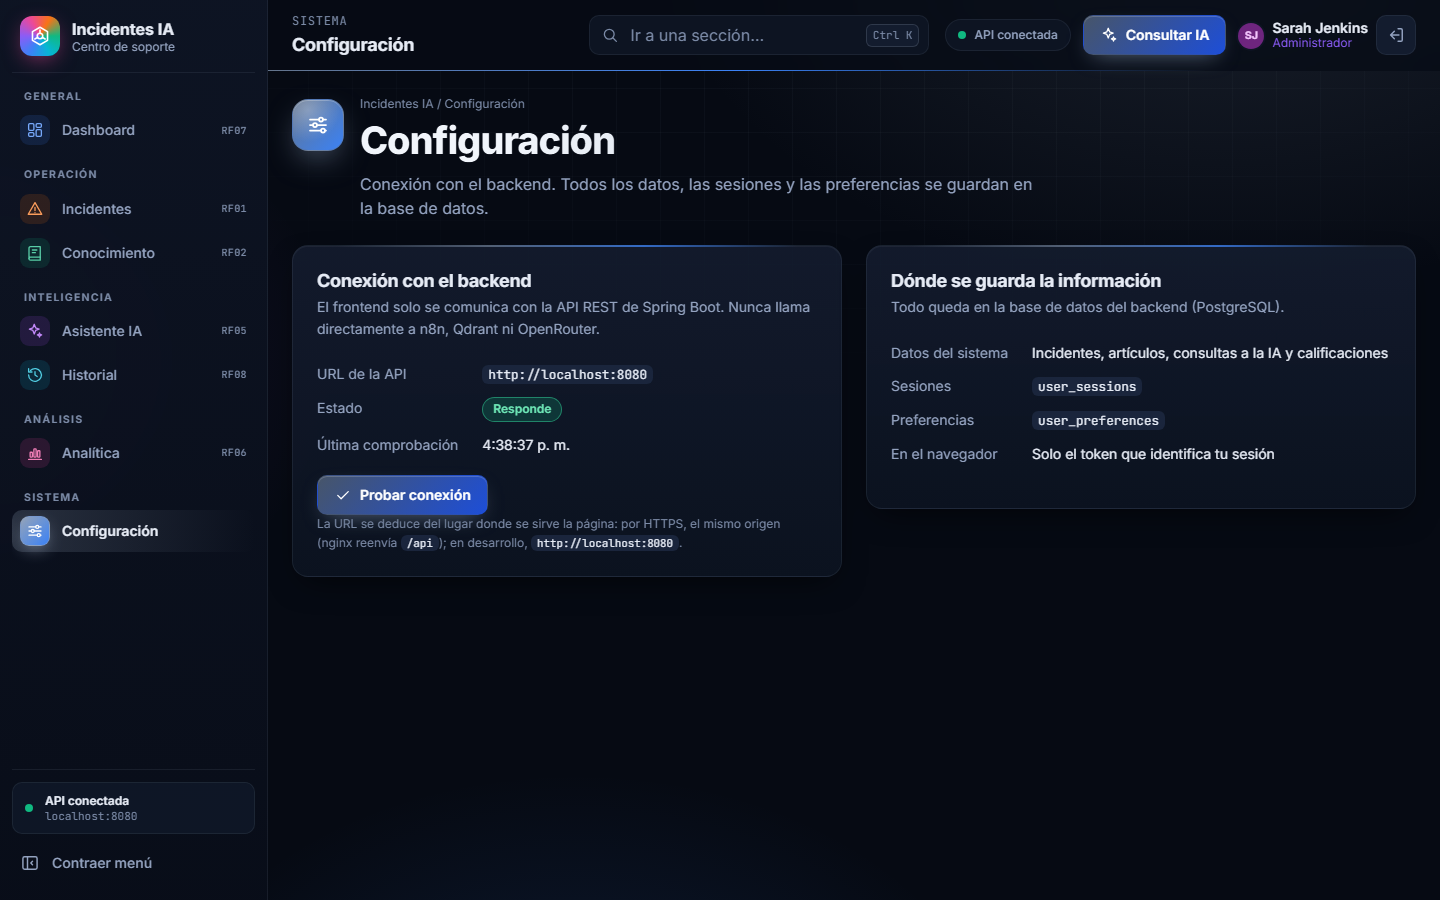 Incidentes IA
Centro de soporte
GENERAL
Dashboard RF07
OPERACIÓN
Incidentes RF01
Conocimiento RF02
INTELIGENCIA
Asistente IA RF05
Historial RF08
ANÁLISIS
Analítica RF06
SISTEMA
Configuración
API conectada
localhost:8080
Contraer menú
SISTEMA
Configuración
Ir a una sección... Ctrl K
API conectada
Consultar IA
SJ
Sarah Jenkins
Administrador
Incidentes IA / Configuración
Configuración
Conexión con el backend. Todos los datos, las sesiones y las preferencias se guardan en
la base de datos.
Conexión con el backend
El frontend solo se comunica con la API REST de Spring Boot. Nunca llama
directamente a n8n, Qdrant ni OpenRouter.
URL de la API http://localhost:8080
Estado Responde
Última comprobación 4:38:37 p. m.
Probar conexión
La URL se deduce del lugar donde se sirve la página: por HTTPS, el mismo origen
(nginx reenvía /api); en desarrollo, http://localhost:8080.
Dónde se guarda la información
Todo queda en la base de datos del backend (PostgreSQL).
Datos del sistema Incidentes, artículos, consultas a la IA y calificaciones
Sesiones user_sessions
Preferencias user_preferences
En el navegador Solo el token que identifica tu sesión